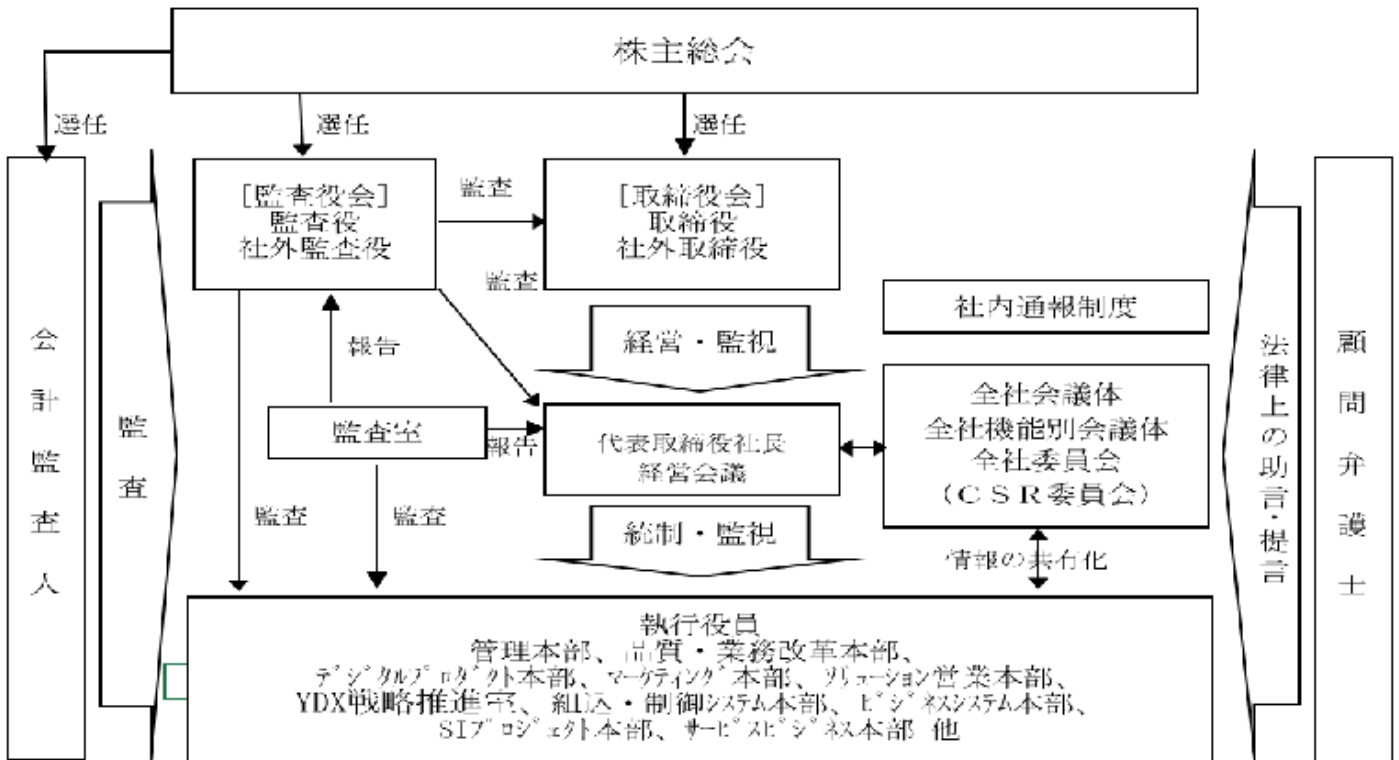 株主総会
選任
選任
選任
[監査役会]
監査役
社外監査役
監査
[取締役会]
取締役
社外取締役
監査
社内通報制度
経営・監視
報告
会計監査人
監査
監査室
報告
代表取締役社長
経営会議
全社会議体
全社機能別会議体
全社委員会
(CSR委員会)
法律上の助言・提言
顧問弁護士
監査
監査
統制・監視
情報の共有化
執行役員
管理本部、品質・業務改革本部、
ﾃﾞｼﾞﾀﾙﾌﾟﾛﾀﾞｸﾄ本部、ﾏｰｹﾃｨﾝｸﾞ本部、ｿﾘｭｰｼｮﾝ営業本部、
YDX戦略推進室、組込・制御ｼｽﾃﾑ本部、ﾋﾞｼﾞﾈｽｼｽﾃﾑ本部、
SIﾌﾟﾛｼﾞｪｸﾄ本部、ｻｰﾋﾞｽﾋﾞｼﾞﾈｽ本部 他